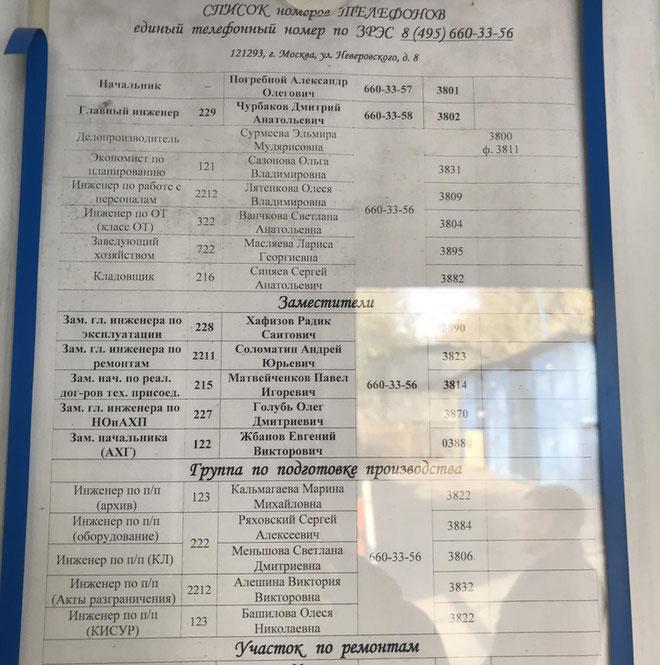 СПИСОК номеров ТЕЛЕФОНОВ
единый телефонный номер по ЗРЭС 8 (495) 660-33-56
121293, г. Москва, ул. Неверовского, д. 8
Начальник – Погребной Александр Олегович 660-33-57 3801
Главный инженер 229 Чурбаков Дмитрий Анатольевич 660-33-58 3802
Делопроизводитель Сурмеева Эльмира Мудярисовна 3800 ф. 3811
Экономист по планированию 121 Сазонова Ольга Владимировна 3831
Инженер по работе с персоналам 2212 Лятенкова Олеся Владимировна 3809
660-33-56
Инженер по ОТ (класс ОТ) 322 Ванчкова Светлана Анатольевна 3804
Заведующий хозяйством 722 Масляева Лариса Георгиевна 3895
Кладовщик 216 Синяев Сергей Анатольевич 3882
Заместители
Зам. гл. инженера по эксплуатации 228 Хафизов Радик Саитович 3890
Зам. гл. инженера по ремонтам 2211 Соломатин Андрей Юрьевич 3823
Зам. нач. по реал. дог-ров тех. присоед. 215 Матвейченков Павел Игоревич 660-33-56 3814
Зам. гл. инженера по НОиАХП 227 Голубь Олег Дмитриевич 3870
Зам. начальника (АХГ) 122 Жбанов Евгений Викторович 03880
Группа по подготовке производства
Инженер по п/п (архив) 123 Кальмагаева Марина Михайловна 3822
Инженер по п/п (оборудование) 222 Ряховский Сергей Алексеевич 3884
Инженер по п/п (КЛ) Меньшова Светлана Дмитриевна 660-33-56 3806.
Инженер по п/п (Акты разграничения) 2212 Алешина Виктория Викторовна 3832
Инженер по п/п (КИСУР) 123 Башилова Олеся Николаевна 3822
Участок по ремонтам